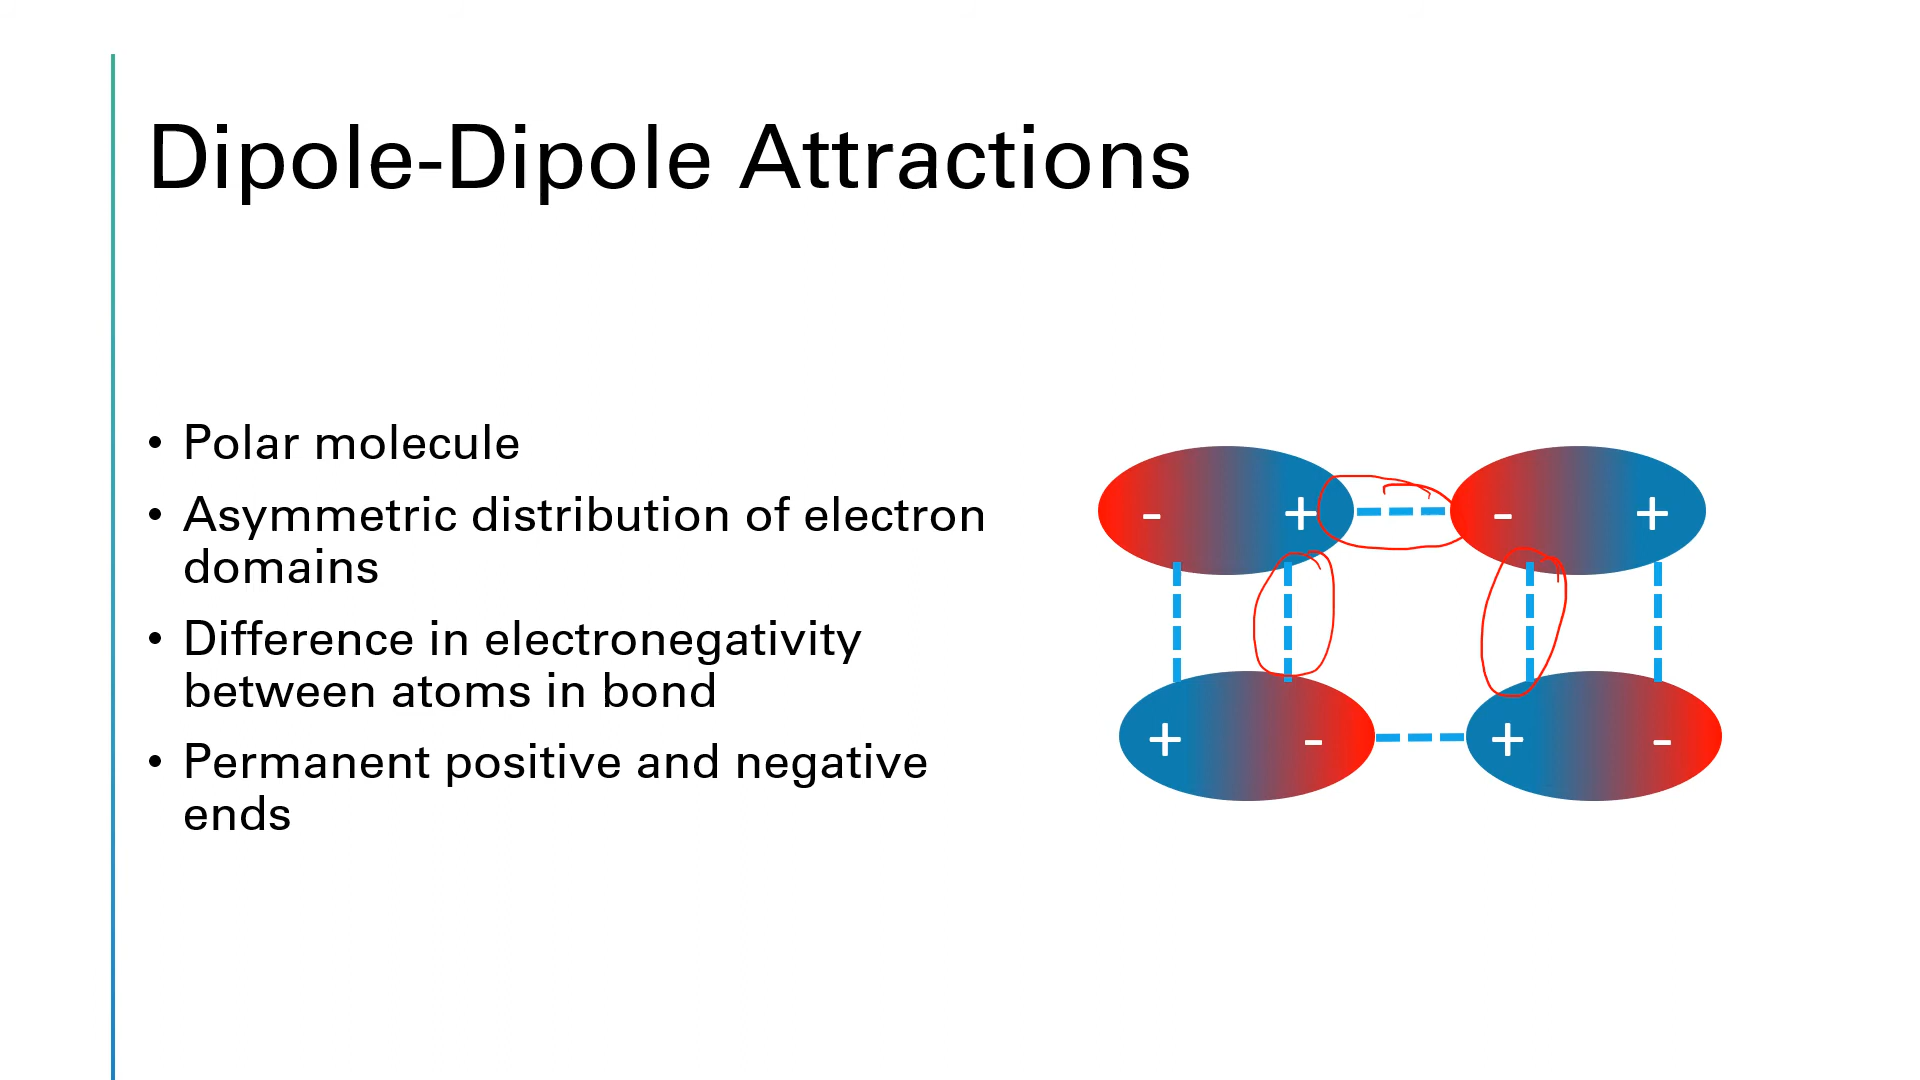 Dipole-Dipole Attractions
• Polar molecule
• Asymmetric distribution of electron
domains
• Difference in electronegativity
between atoms in bond
• Permanent positive and negative
ends
- + - +
+ - + -